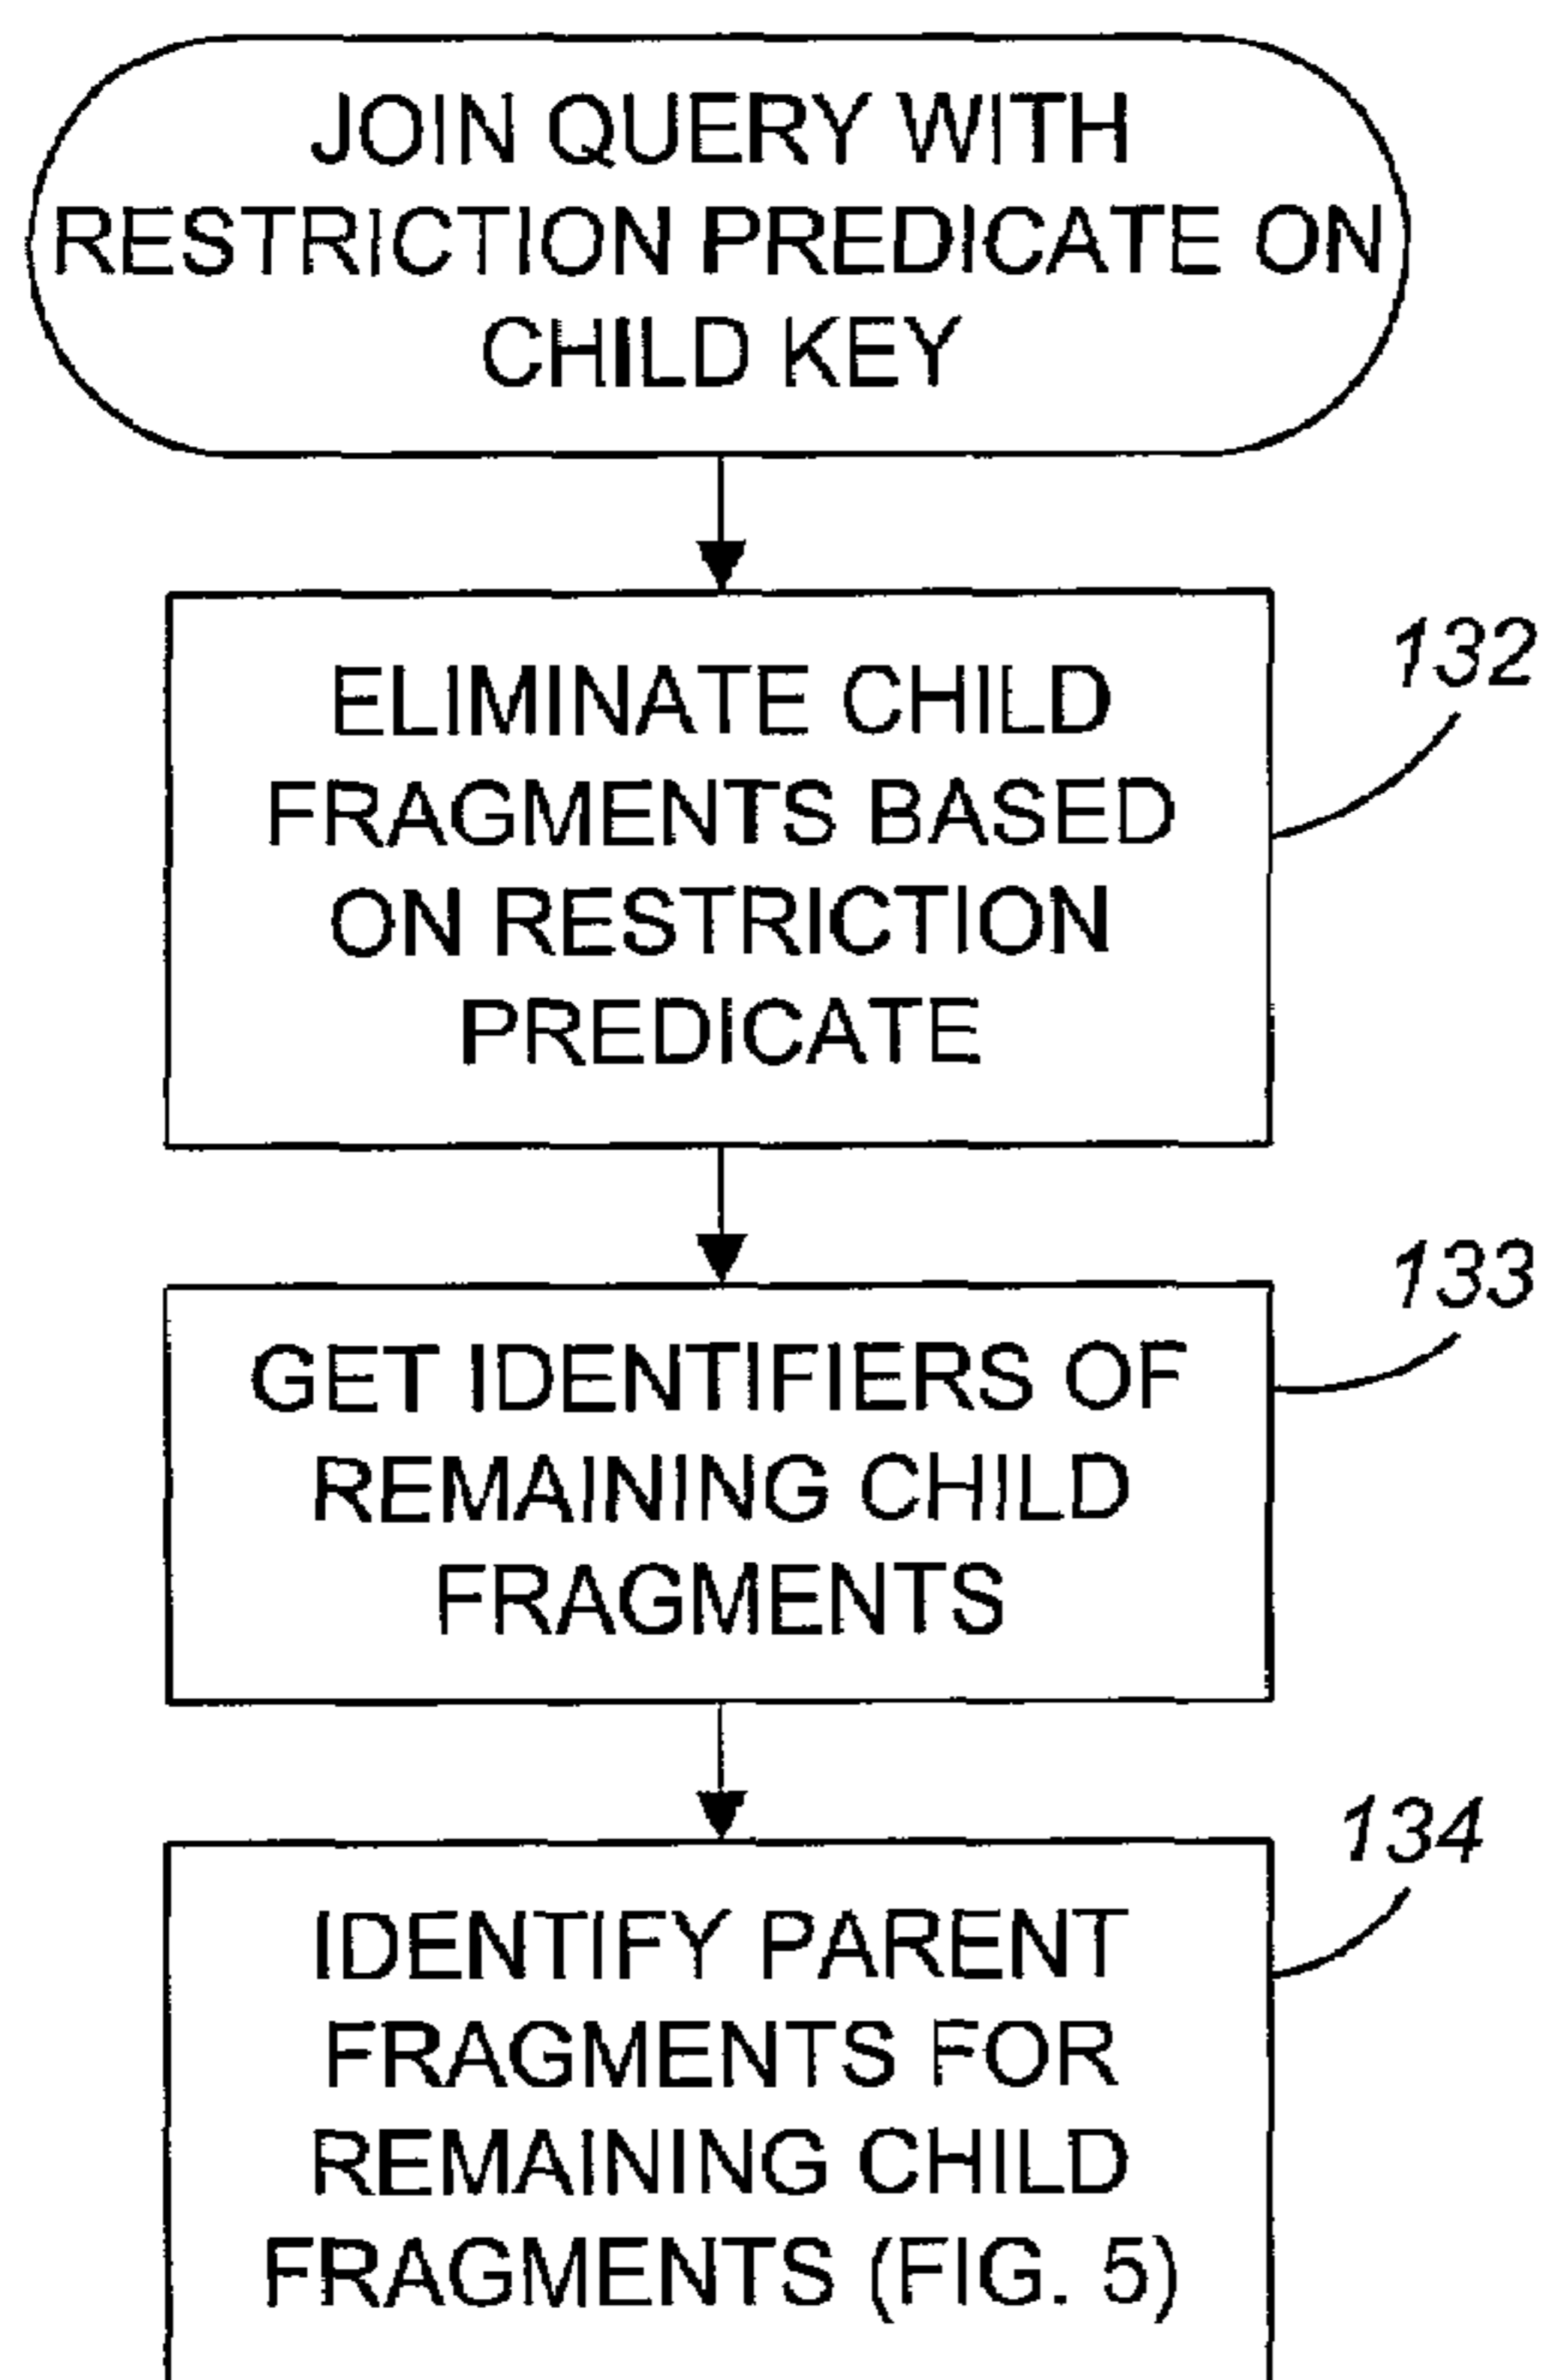 JOIN QUERY WITH
RESTRICTION PREDICATE ON
CHILD KEY
132
ELIMINATE CHILD
FRAGMENTS BASED
ON RESTRICTION
PREDICATE
133
GET IDENTIFIERS OF
REMAINING CHILD
FRAGMENTS
134
IDENTIFY PARENT
FRAGMENTS FOR
REMAINING CHILD
FRAGMENTS (FIG. 5)